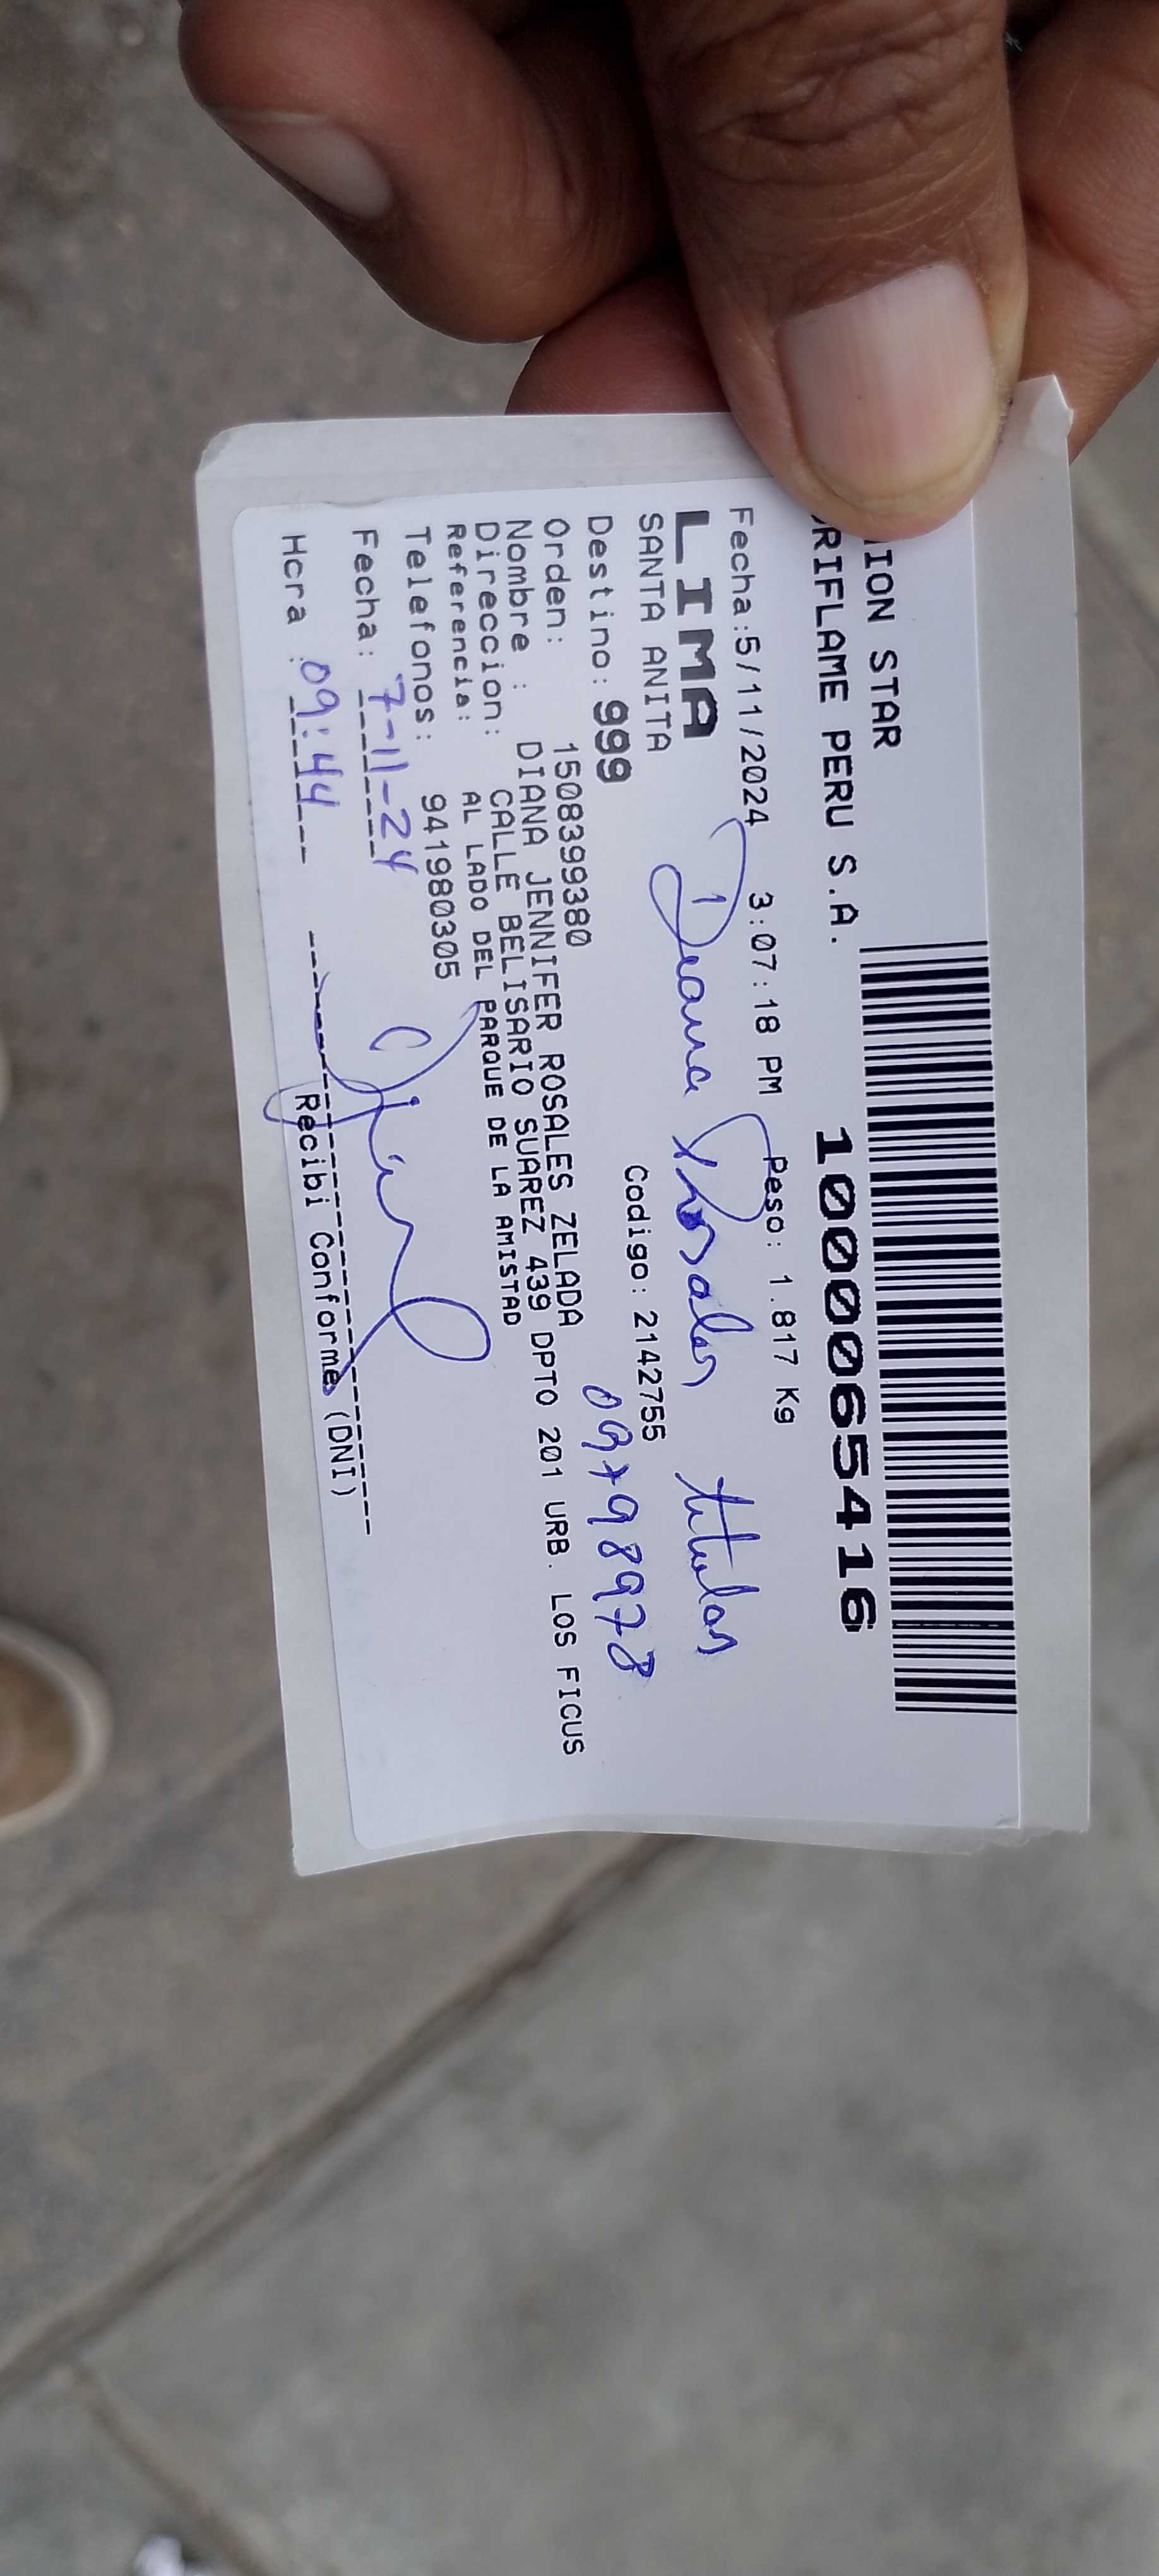 ION STAR
ORIFLAME PERU S.A. 1000065416
Fecha:5/11/2024 3:07:18 PM Peso: 1.817 Kg
LIMA Diana Rosales titular
SANTA ANITA
Destino: 999 Codigo: 2142755
Orden: 1508399380
Nombre : DIANA JENNIFER ROSALES ZELADA
Direccion: CALLE BELISARIO SUAREZ 439 DPTO 201 URB. LOS FICUS
Referencia: AL LADO DEL PARQUE DE LA AMISTAD
Telefonos: 941980305
Fecha: 7-11-24
Hora : 09:44 Recibi Conforme (DNI)